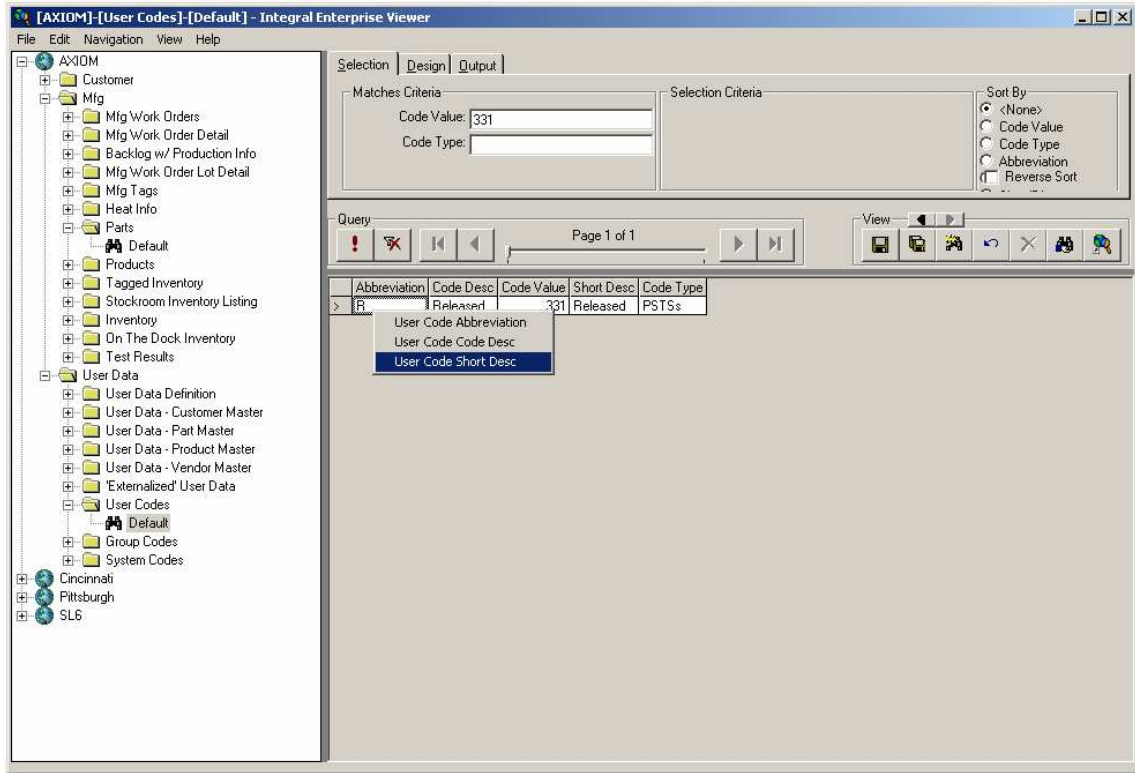 [AXIOM]-[User Codes]-[Default] - Integral Enterprise Viewer
File Edit Navigation View Help
AXIOM
Customer
Mfg
Mfg Work Orders
Mfg Work Order Detail
Backlog w/ Production Info
Mfg Work Order Lot Detail
Mfg Tags
Heat Info
Parts
Default
Products
Tagged Inventory
Stockroom Inventory Listing
Inventory
On The Dock Inventory
Test Results
User Data
User Data Definition
User Data - Customer Master
User Data - Part Master
User Data - Product Master
User Data - Vendor Master
'Externalized' User Data
User Codes
Default
Group Codes
System Codes
Cincinnati
Pittsburgh
SL6
Selection Design Output
Matches Criteria
Code Value: 331
Code Type:
Selection Criteria
Sort By
<None>
Code Value
Code Type
Abbreviation
Reverse Sort
Query
Page 1 of 1
View
Abbreviation Code Desc Code Value Short Desc Code Type
> R Released 331 Released PSTSs
User Code Abbreviation
User Code Code Desc
User Code Short Desc